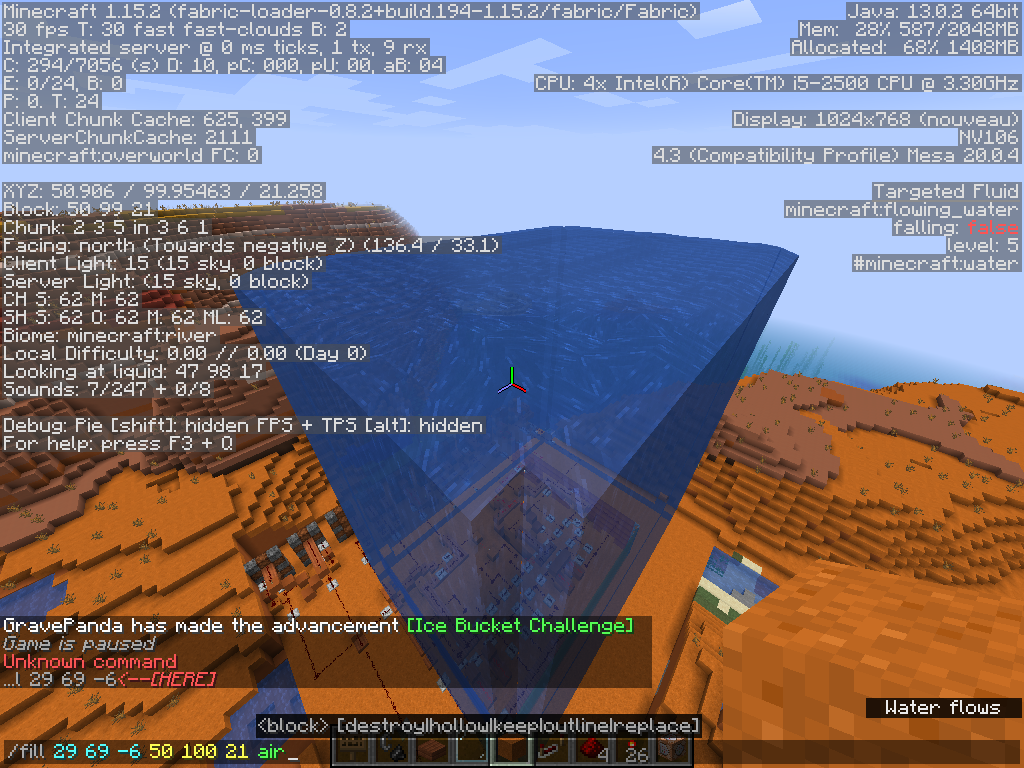 Minecraft 1.15.2 (fabric-loader-0.8.2+build.194-1.15.2/fabric/Fabric)
30 fps T: 30 fast fast-clouds B: 2
Integrated server @ 0 ms ticks, 1 tx, 9 rx
C: 294/7056 (s) D: 10, pC: 000, pU: 00, aB: 04
E: 0/24, B: 0
P: 0. T: 24
Client Chunk Cache: 625, 399
ServerChunkCache: 2111
minecraft:overworld FC: 0
XYZ: 50.906 / 99.95463 / 21.258
Block: 50 99 21
Chunk: 2 3 5 in 3 6 1
Facing: north (Towards negative Z) (136.4 / 33.1)
Client Light: 15 (15 sky, 0 block)
Server Light: (15 sky, 0 block)
CH S: 62 M: 62
SH S: 62 O: 62 M: 62 ML: 62
Biome: minecraft:river
Local Difficulty: 0.00 // 0.00 (Day 0)
Looking at liquid: 47 98 17
Sounds: 7/247 + 0/8
Debug: Pie [shift]: hidden FPS + TPS [alt]: hidden
For help: press F3 + Q
Java: 13.0.2 64bit
Mem: 28% 587/2048MB
Allocated: 68% 1408MB
CPU: 4x Intel(R) Core(TM) i5-2500 CPU @ 3.30GHz
Display: 1024x768 (nouveau)
NV106
4.3 (Compatibility Profile) Mesa 20.0.4
Targeted Fluid
minecraft:flowing_water
falling: false
level: 5
#minecraft:water
GravePanda has made the advancement [Ice Bucket Challenge]
Game is paused
Unknown command
...l 29 69 -6<--[HERE]
Water flows
<block> [destroy|hollow|keep|outline|replace]
/fill 29 69 -6 50 100 21 air _
4
26